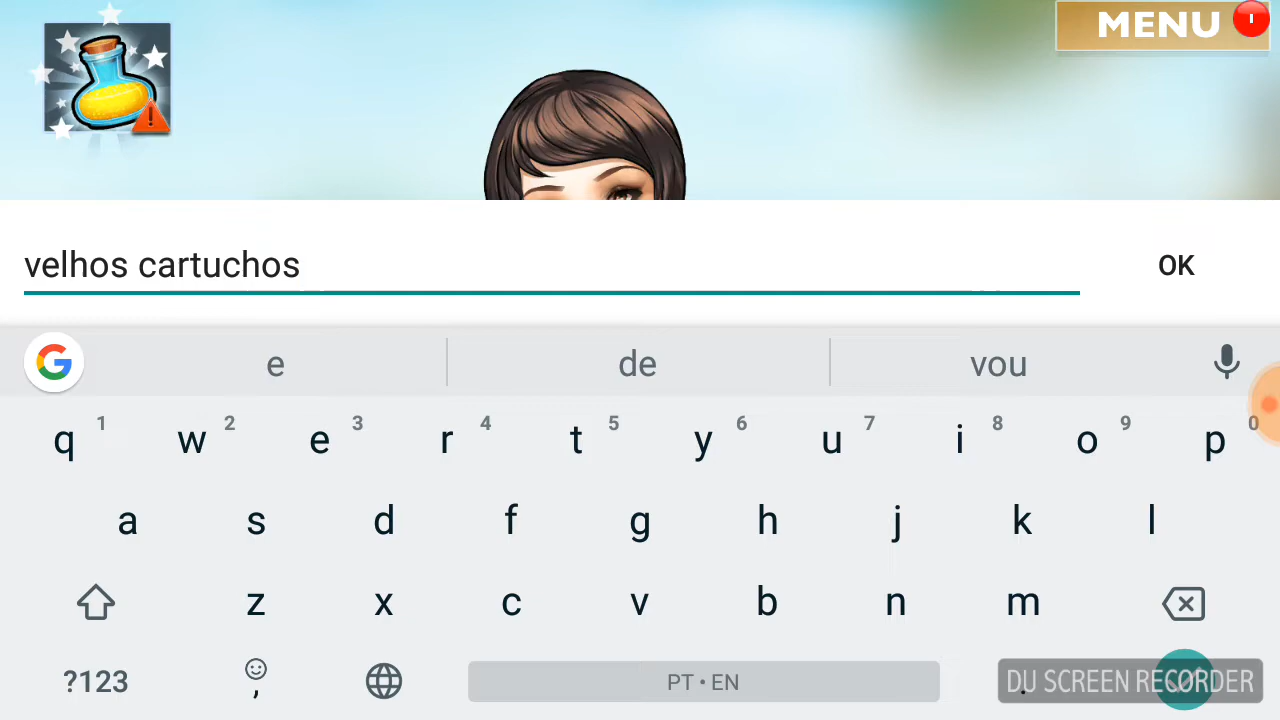 MENU
velhos cartuchos
OK
e de vou
q 1 w 2 e 3 r 4 t 5 y 6 u 7 i 8 o 9 p 0
a s d f g h j k l
z x c v b n m
?123 , PT • EN .
DU SCREEN RECORDER